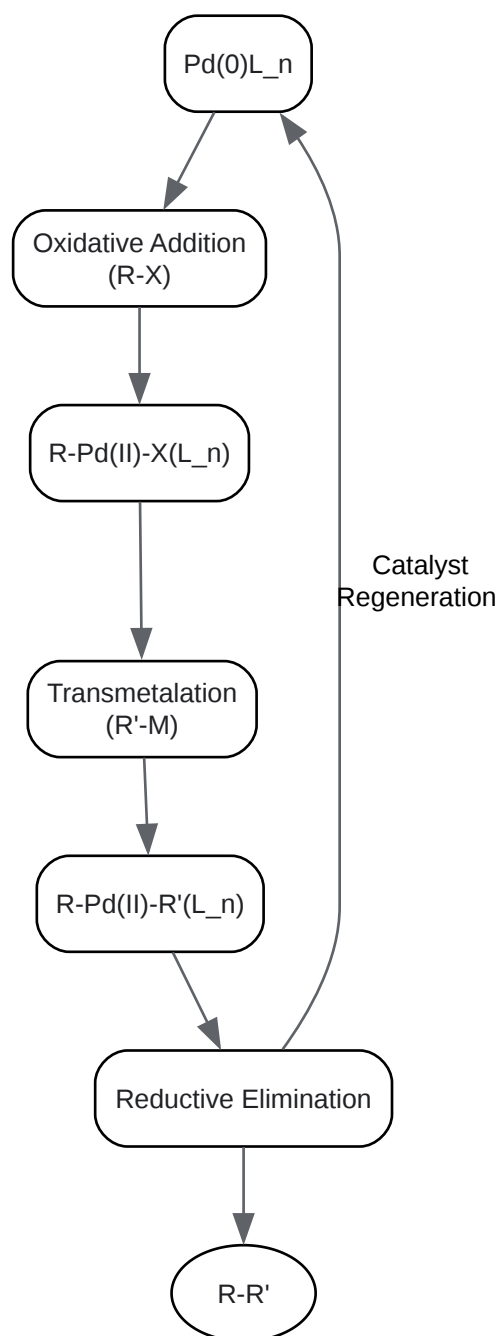 Pd(0)L_n
Oxidative Addition
(R-X)
R-Pd(II)-X(L_n)
Catalyst
Regeneration
Transmetalation
(R'-M)
R-Pd(II)-R'(L_n)
Reductive Elimination
R-R'